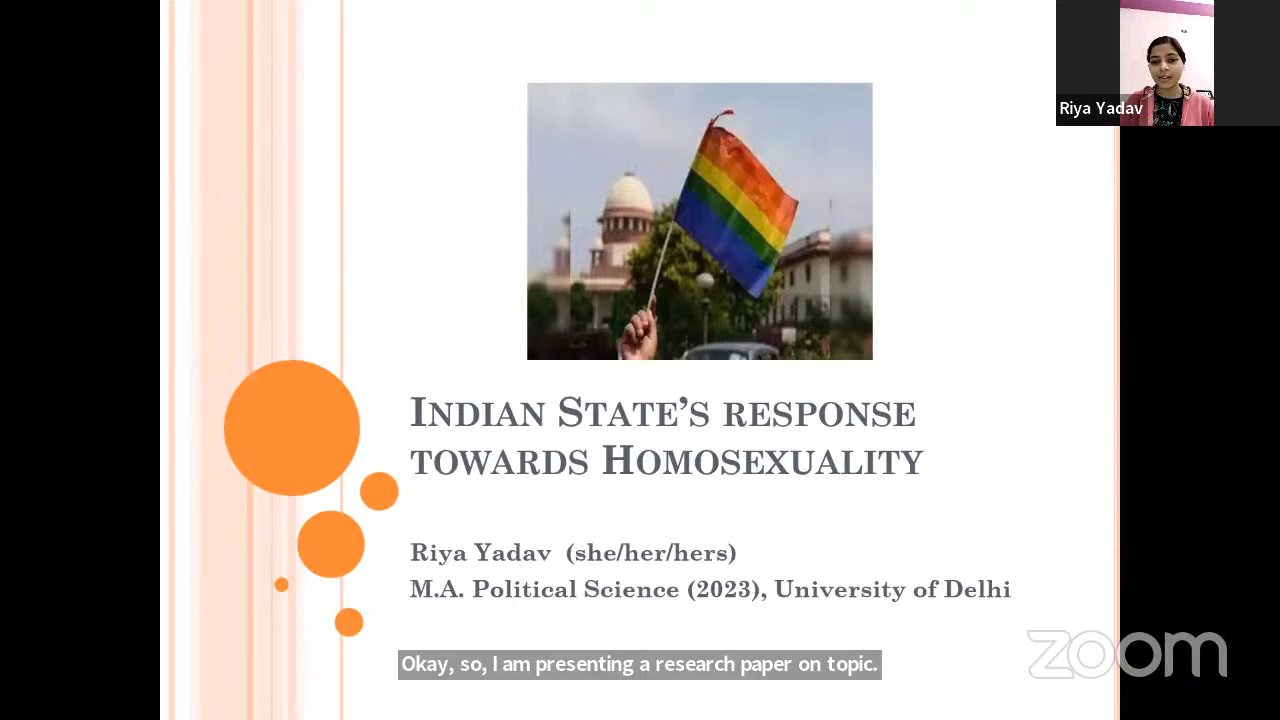 Riya Yadav
INDIAN STATE'S RESPONSE
TOWARDS HOMOSEXUALITY
Riya Yadav (she/her/hers)
M.A. Political Science (2023), University of Delhi
Okay, so, I am presenting a research paper on topic.
zoom